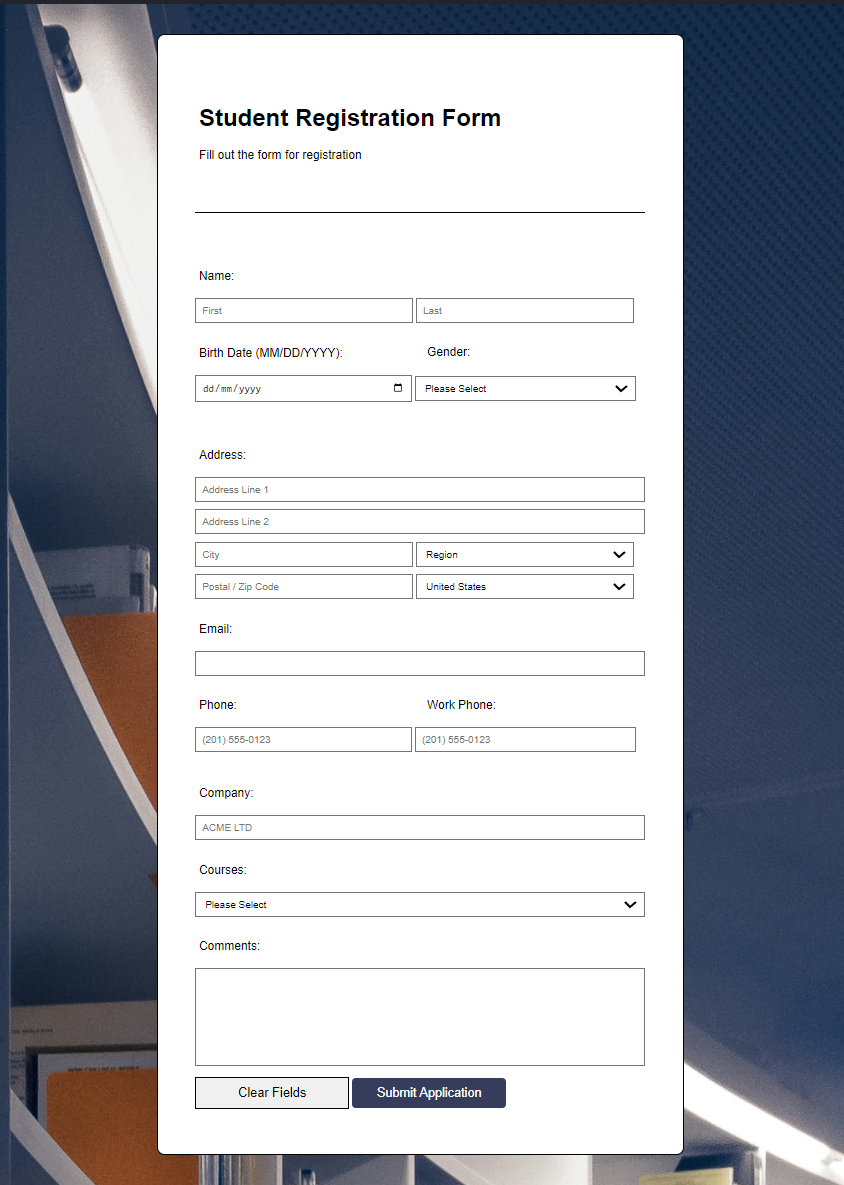 Student Registration Form
Fill out the form for registration
Name:
First Last
Birth Date (MM/DD/YYYY): Gender:
dd/mm/yyyy Please Select
Address:
Address Line 1
Address Line 2
City Region
Postal / Zip Code United States
Email:
Phone: Work Phone:
(201) 555-0123 (201) 555-0123
Company:
ACME LTD
Courses:
Please Select
Comments:
Clear Fields Submit Application